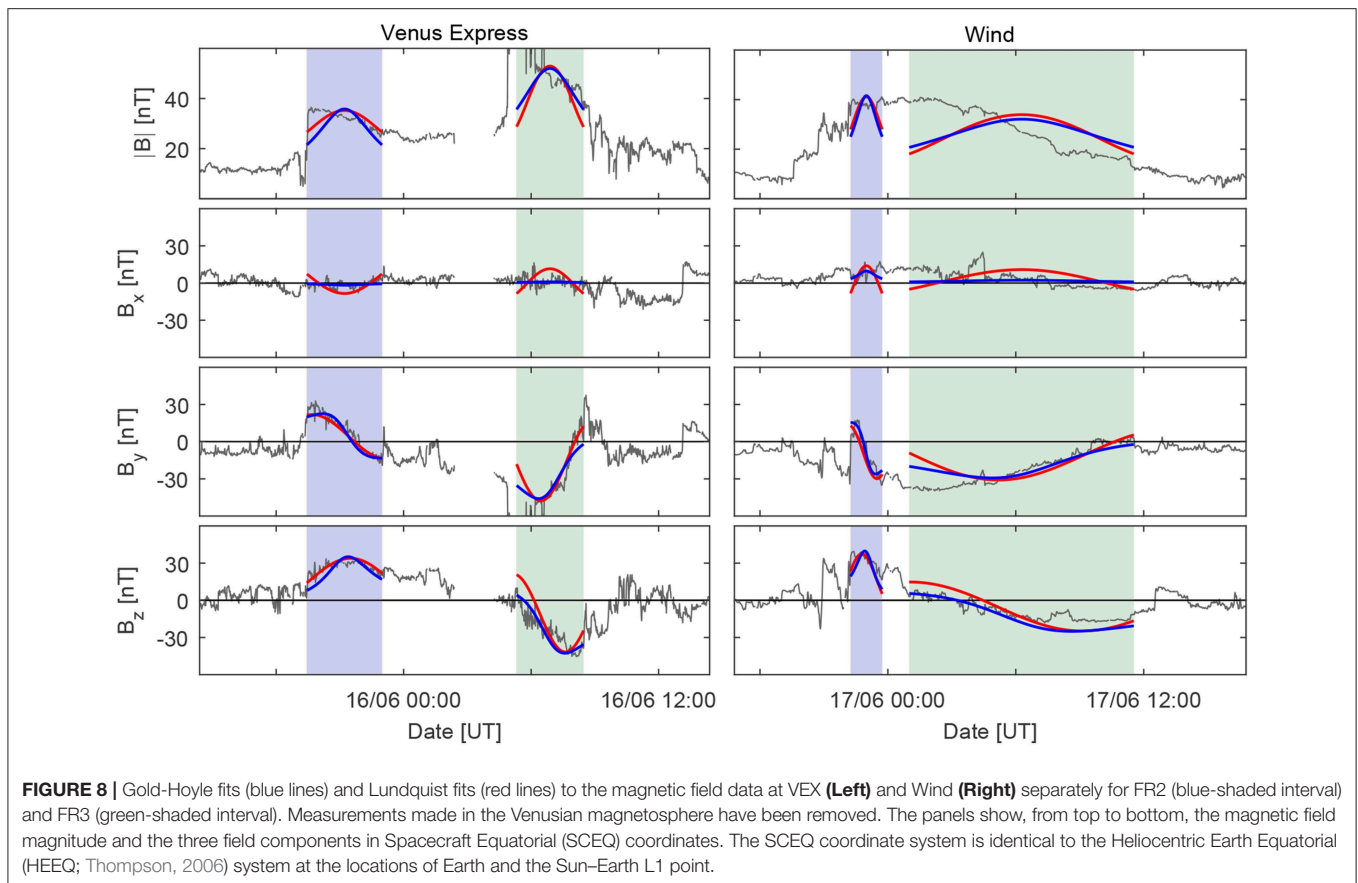 Venus Express
Wind
|B| [nT]
40
20
Bx [nT]
30
0
-30
By [nT]
30
0
-30
Bz [nT]
30
0
-30
16/06 00:00
16/06 12:00
17/06 00:00
17/06 12:00
Date [UT]
Date [UT]
FIGURE 8 | Gold-Hoyle fits (blue lines) and Lundquist fits (red lines) to the magnetic field data at VEX (Left) and Wind (Right) separately for FR2 (blue-shaded interval)
and FR3 (green-shaded interval). Measurements made in the Venusian magnetosphere have been removed. The panels show, from top to bottom, the magnetic field
magnitude and the three field components in Spacecraft Equatorial (SCEQ) coordinates. The SCEQ coordinate system is identical to the Heliocentric Earth Equatorial
(HEEQ; Thompson, 2006) system at the locations of Earth and the Sun–Earth L1 point.